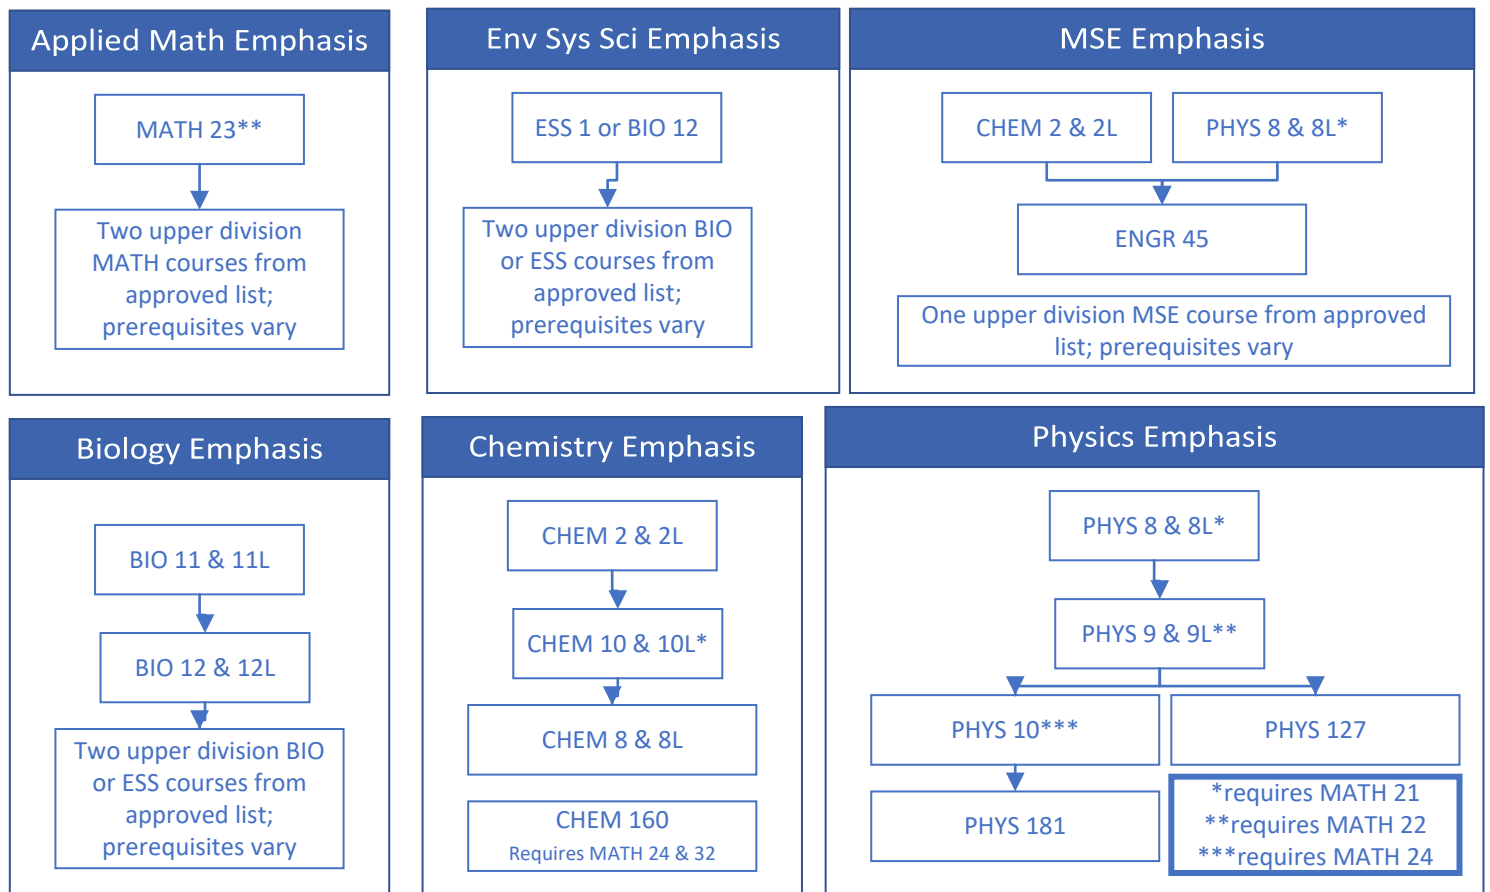 Applied Math Emphasis
MATH 23**
Two upper division
MATH courses from
approved list;
prerequisites vary
Env Sys Sci Emphasis
ESS 1 or BIO 12
Two upper division BIO
or ESS courses from
approved list;
prerequisites vary
MSE Emphasis
CHEM 2 & 2L
PHYS 8 & 8L*
ENGR 45
One upper division MSE course from approved
list; prerequisites vary
Biology Emphasis
BIO 11 & 11L
BIO 12 & 12L
Two upper division BIO
or ESS courses from
approved list;
prerequisites vary
Chemistry Emphasis
CHEM 2 & 2L
CHEM 10 & 10L*
CHEM 8 & 8L
CHEM 160
Requires MATH 24 & 32
Physics Emphasis
PHYS 8 & 8L*
PHYS 9 & 9L**
PHYS 10***
PHYS 127
PHYS 181
*requires MATH 21
**requires MATH 22
***requires MATH 24